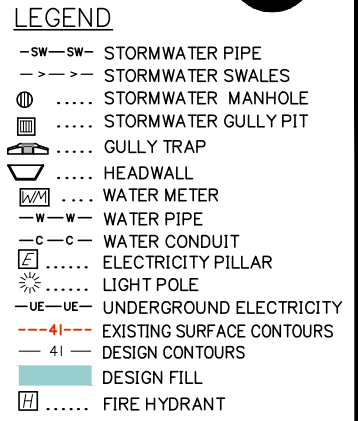 LEGEND
-SW-SW- STORMWATER PIPE
-> -> - STORMWATER SWALES
..... STORMWATER MANHOLE
..... STORMWATER GULLY PIT
..... GULLY TRAP
..... HEADWALL
WM .... WATER METER
-W-W- WATER PIPE
-C-C- WATER CONDUIT
E ...... ELECTRICITY PILLAR
...... LIGHT POLE
-UE-UE- UNDERGROUND ELECTRICITY
---41--- EXISTING SURFACE CONTOURS
- 41 - DESIGN CONTOURS
DESIGN FILL
H ...... FIRE HYDRANT